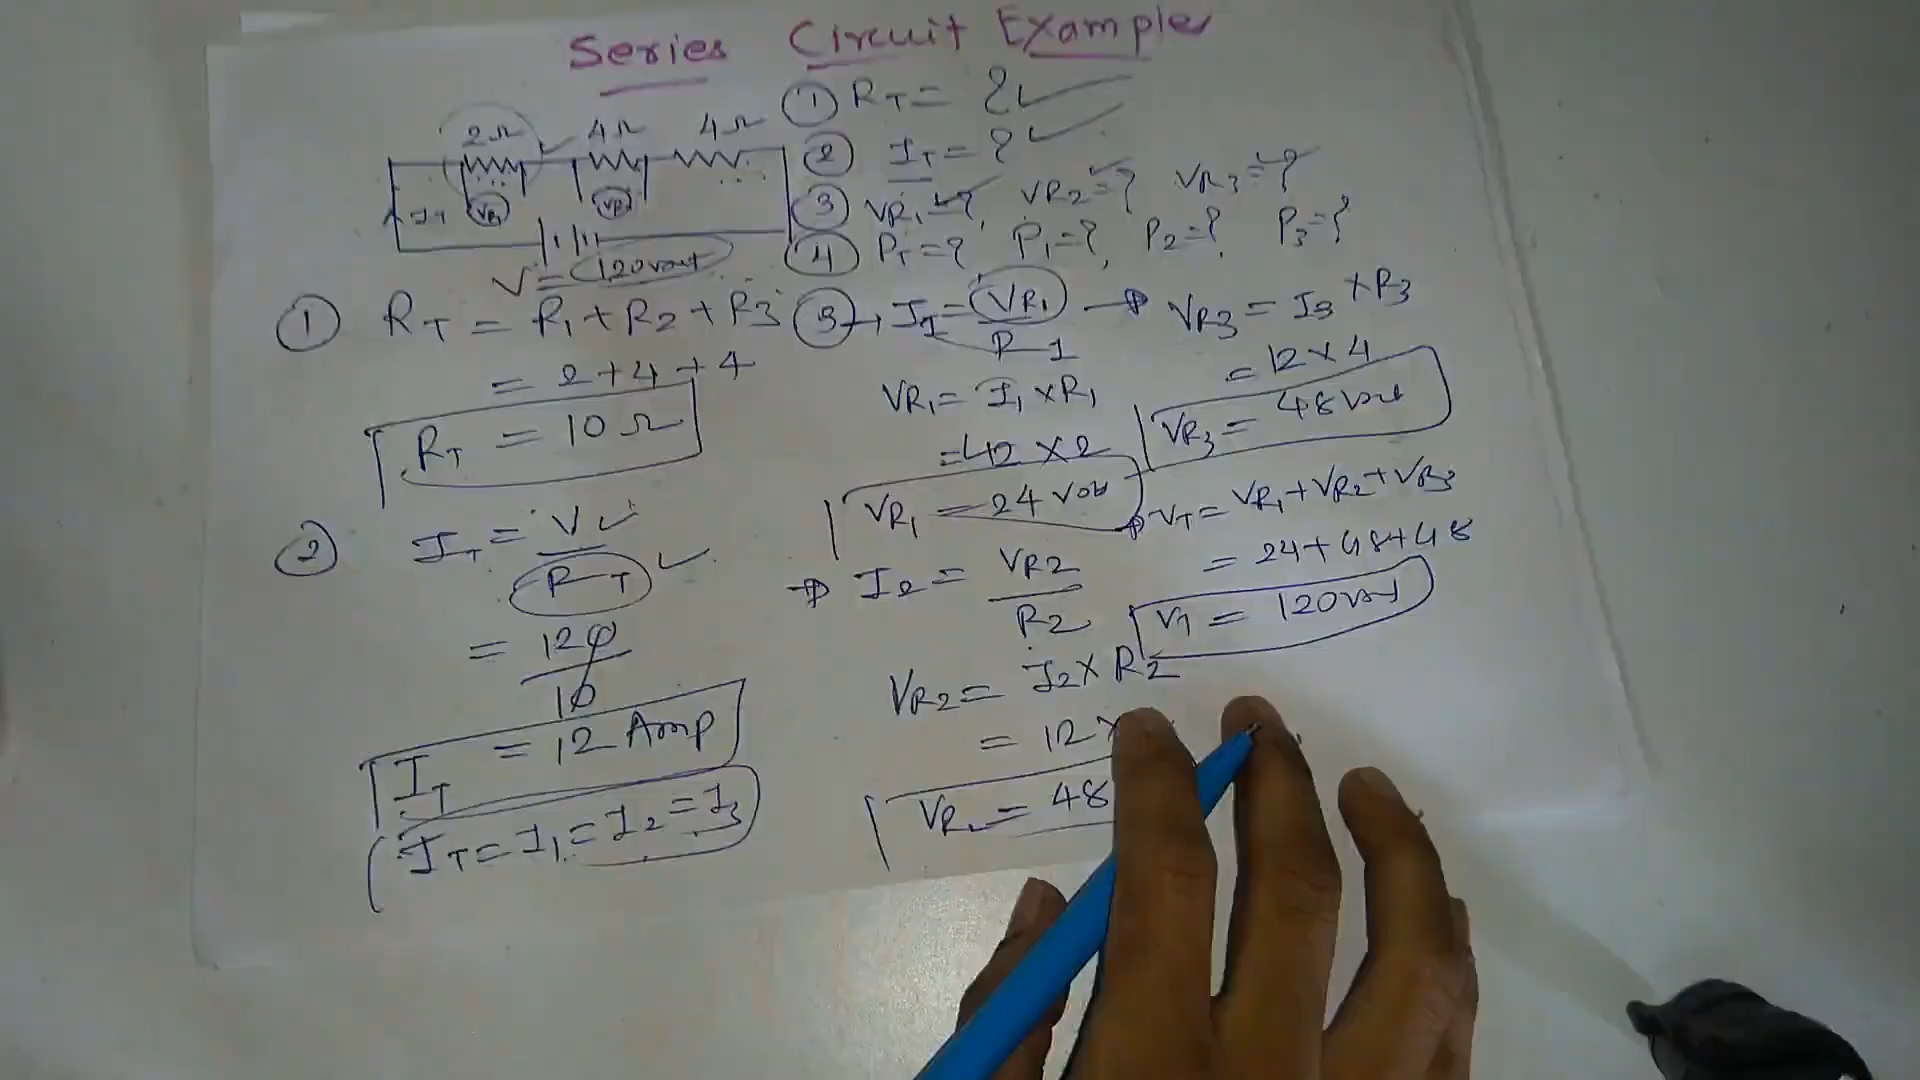 Series Circuit Example
① RT = ?
2Ω 4Ω 4Ω
② IT = ?
③ VR1 = ?, VR2 = ? VR3 = ?
VR1
IT
④ PT = ? P1 = ?, P2 = ?, P3 = ?
V = 120 volt
① RT = R1 + R2 + R3
= 2 + 4 + 4
RT = 10 Ω
② IT = V
RT
= 120
10
IT = 12 Amp
IT = I1 = I2 = I3
③ → I1 = VR1
R1
VR1 = I1 × R1
= 12 × 2
VR1 = 24 volt
⇒ I2 = VR2
R2
VR2 = I2 × R2
= 12 ×
VR2 = 48
→ VR3 = I3 × R3
= 12 × 4
VR3 = 48 volt
⇒ VT = VR1 + VR2 + VR3
= 24 + 48 + 48
VT = 120 volt